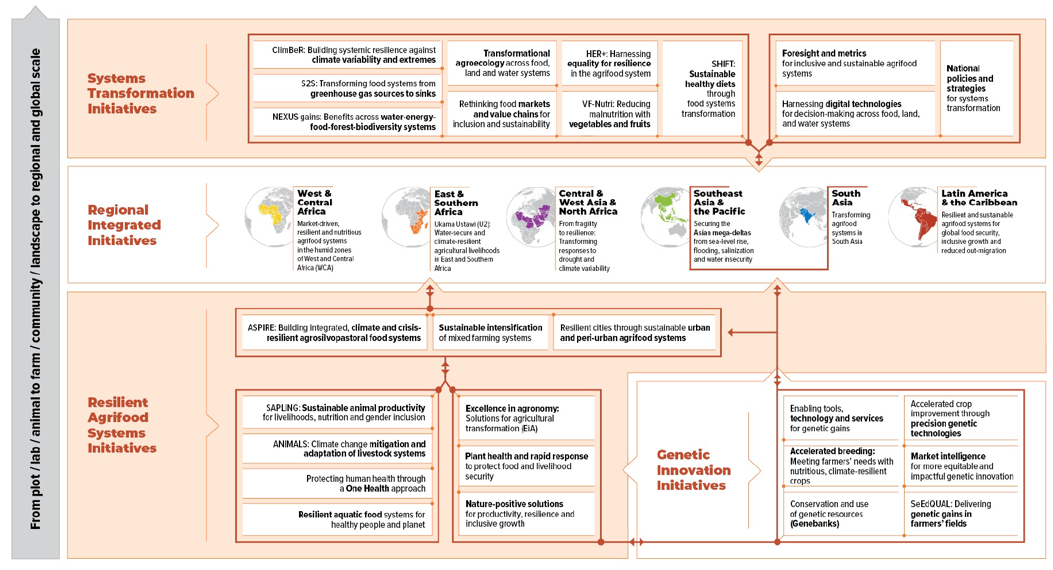 From plot / lab / animal to farm / community / landscape to regional and global scale
Systems
Transformation
Initiatives
ClimBeR: Building systemic resilience against
climate variability and extremes
S2S: Transforming food systems from
greenhouse gas sources to sinks
NEXUS gains: Benefits across water-energy-
food-forest-biodiversity systems
Transformational
agroecology across food,
land and water systems
Rethinking food markets
and value chains for
inclusion and sustainability
HER+: Harnessing
equality for resilience
in the agrifood system
VF-Nutri: Reducing
malnutrition with
vegetables and fruits
SHIFT:
Sustainable
healthy diets
through
food systems
transformation
Foresight and metrics
for inclusive and sustainable agrifood
systems
Harnessing digital technologies
for decision-making across food, land,
and water systems
National
policies and
strategies
for systems
transformation
Regional
Integrated
Initiatives
West &
Central
Africa
Market-driven,
resilient and nutritious
agrifood systems
in the humid zones
of West and Central
Africa (WCA)
East &
Southern
Africa
Ukama Ustawi (U2):
Water-secure and
climate-resilient
agricultural livelihoods
in East and Southern
Africa
Central &
West Asia &
North Africa
From fragility
to resilience:
Transforming
responses to
drought and
climate variability
Southeast
Asia &
the Pacific
Securing the
Asian mega-deltas
from sea-level rise,
flooding, salinization
and water insecurity
South
Asia
Transforming
agrifood
systems in
South Asia
Latin America
& the Caribbean
Resilient and sustainable
agrifood systems for
global food security,
inclusive growth and
reduced out-migration
Resilient
Agrifood
Systems
Initiatives
ASPIRE: Building integrated, climate and crisis-
resilient agrosilvopastoral food systems
Sustainable intensification
of mixed farming systems
Resilient cities through sustainable urban
and peri-urban agrifood systems
SAPLING: Sustainable animal productivity
for livelihoods, nutrition and gender inclusion
ANIMALS: Climate change mitigation and
adaptation of livestock systems
Protecting human health through
a One Health approach
Resilient aquatic food systems for
healthy people and planet
Excellence in agronomy:
Solutions for agricultural
transformation (EiA)
Plant health and rapid response
to protect food and livelihood
security
Nature-positive solutions
for productivity, resilience and
inclusive growth
Genetic
Innovation
Initiatives
Enabling tools,
technology and services
for genetic gains
Accelerated breeding:
Meeting farmers' needs with
nutritious, climate-resilient
crops
Conservation and use
of genetic resources
(Genebanks)
Accelerated crop
improvement through
precision genetic
technologies
Market intelligence
for more equitable and
impactful genetic innovation
SeEdQUAL: Delivering
genetic gains in
farmers' fields